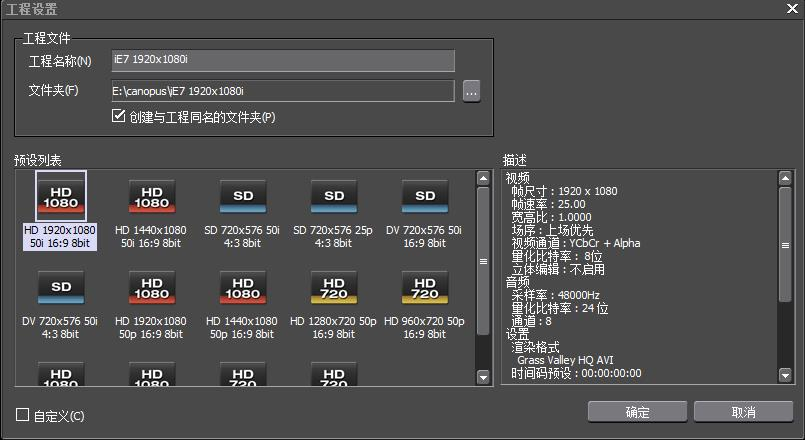 工程设置
工程文件
工程名称(N)
iE7 1920x1080i
文件夹(F)
E:\canopus\iE7 1920x1080i
...
创建与工程同名的文件夹(P)
预设列表
HD 1080
HD 1080
SD
SD
SD
HD 1920x1080 50i 16:9 8bit
HD 1440x1080 50i 16:9 8bit
SD 720x576 50i 4:3 8bit
SD 720x576 25p 4:3 8bit
DV 720x576 50i 16:9 8bit
SD
HD 1080
HD 1080
HD 720
HD 720
DV 720x576 50i 4:3 8bit
HD 1920x1080 50p 16:9 8bit
HD 1440x1080 50p 16:9 8bit
HD 1280x720 50p 16:9 8bit
HD 960x720 50p 16:9 8bit
HD 1080
HD 1080
HD 720
HD 720
描述
视频
帧尺寸 : 1920 x 1080
帧速率 : 25.00
宽高比 : 1.0000
场序 : 上场优先
视频通道 : YCbCr + Alpha
量化比特率 : 8位
立体编辑 : 不启用
音频
采样率 : 48000Hz
量化比特率 : 24 位
通道 : 8
设置
渲染格式
Grass Valley HQ AVI
时间码预设 : 00:00:00:00
自定义(C)
确定
取消